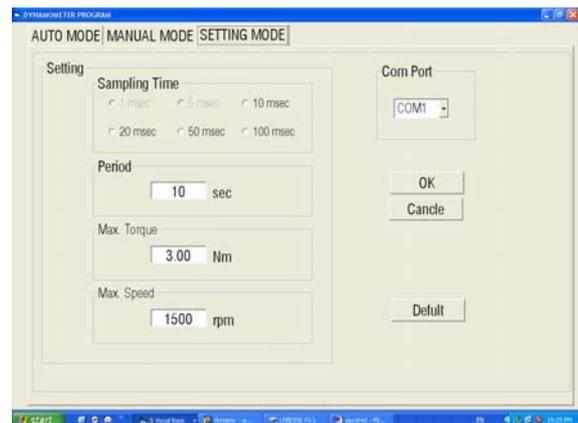 DYNAMOMETER PROGRAM
AUTO MODE MANUAL MODE SETTING MODE
Setting
Sampling Time
1 msec 5 msec 10 msec
20 msec 50 msec 100 msec
Period
10 sec
Max. Torque
3.00 Nm
Max. Speed
1500 rpm
Com Port
COM1
OK
Cancle
Defult
start